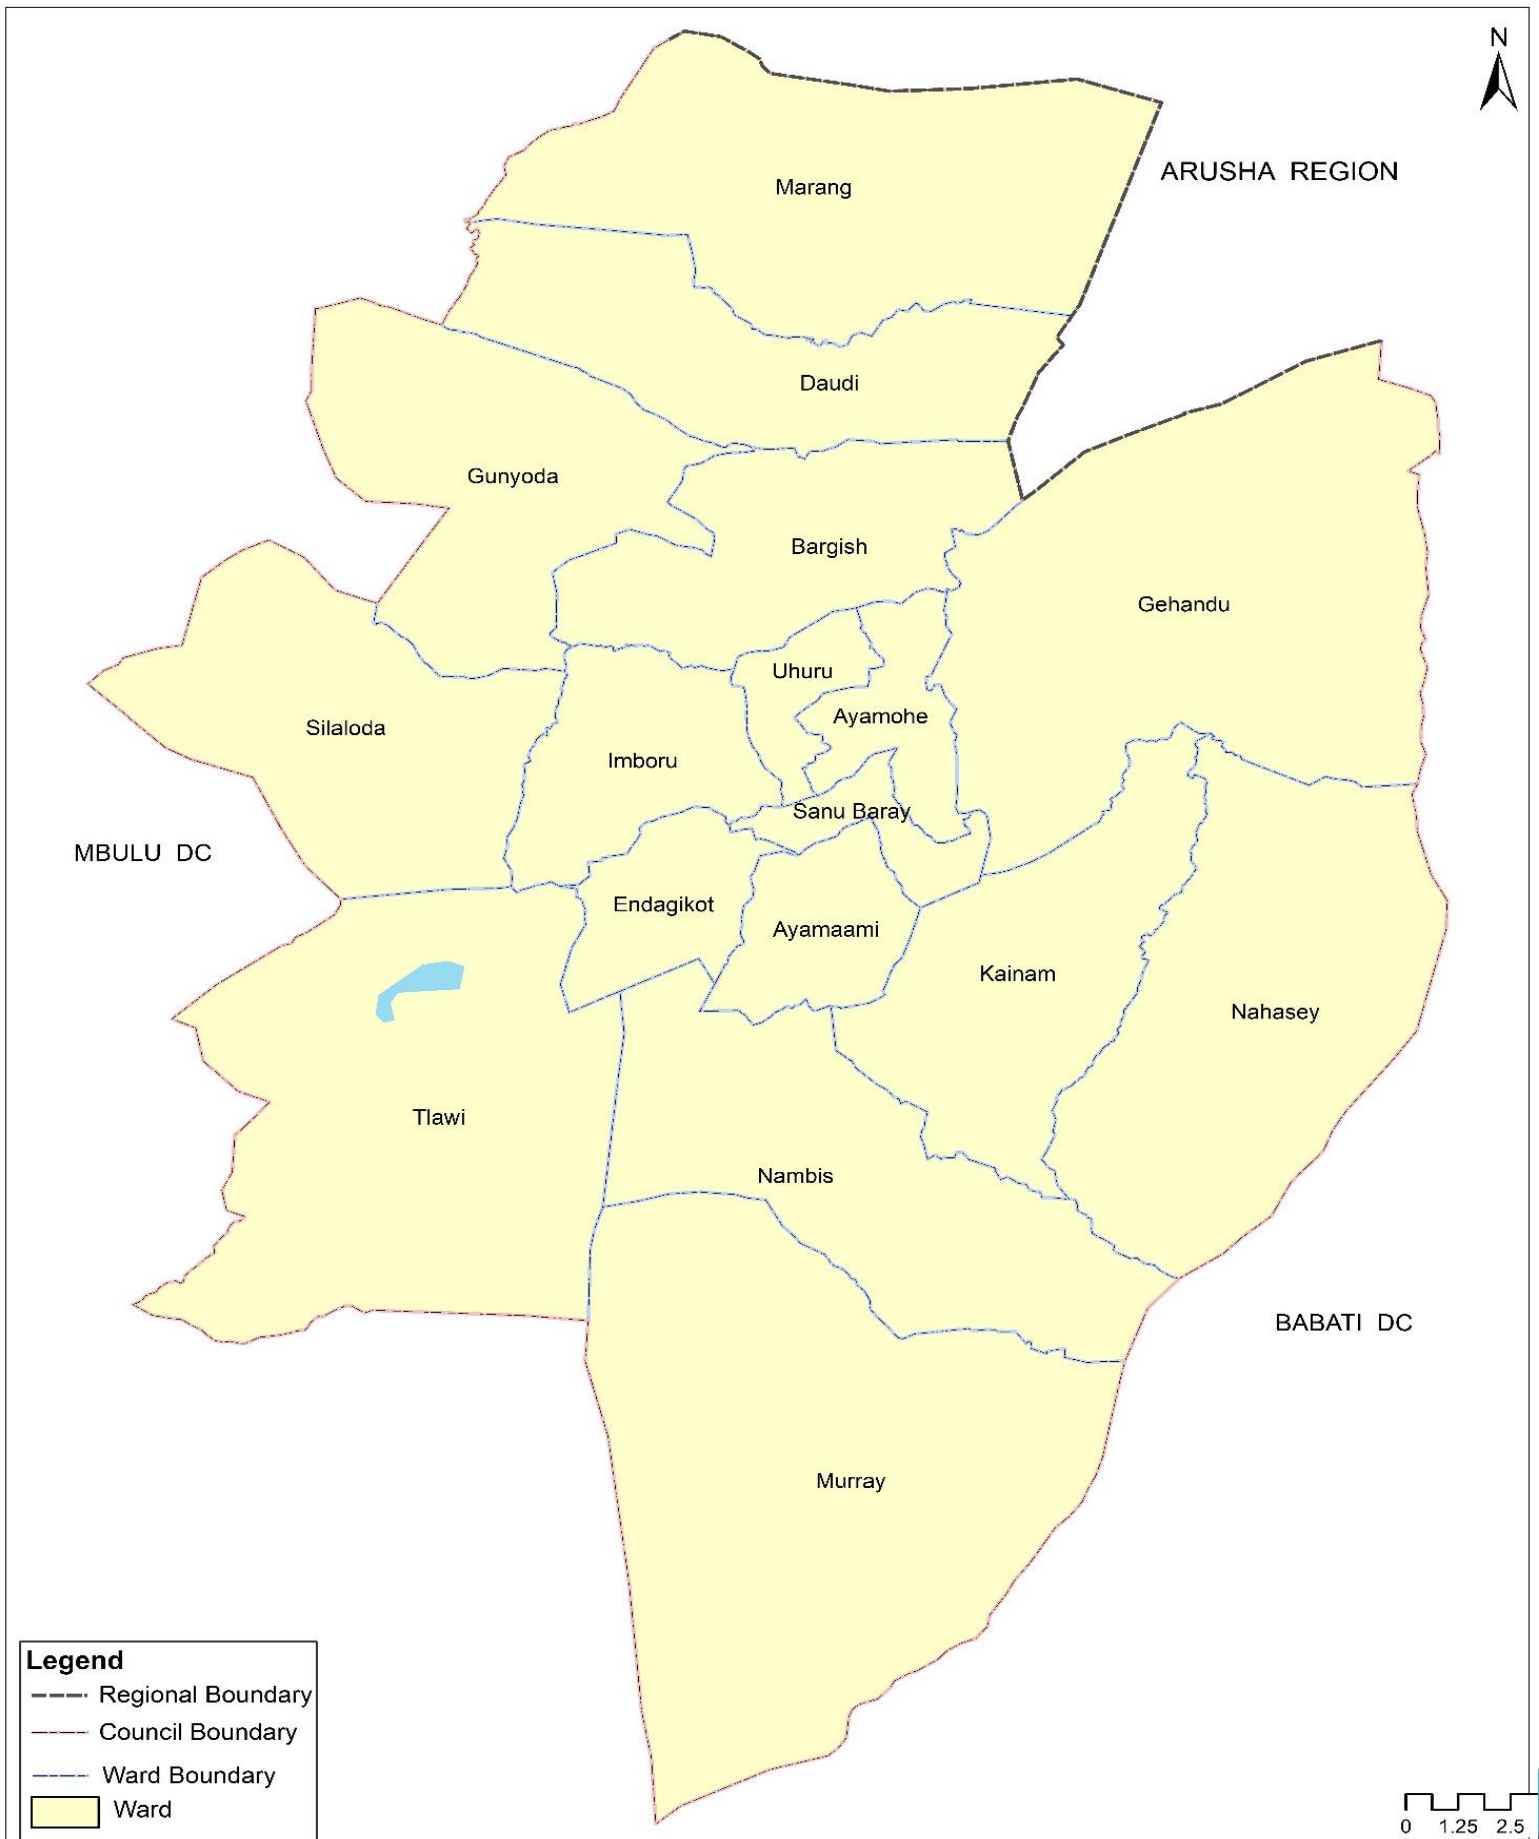 N
ARUSHA REGION
Marang
Daudi
Gunyoda
Bargish
Gehandu
Uhuru
Silaloda
Ayamohe
Imboru
Sanu Baray
MBULU DC
Endagikot
Ayamaami
Kainam
Nahasey
Tlawi
Nambis
BABATI DC
Murray
Legend
Regional Boundary
Council Boundary
Ward Boundary
Ward
0 1.25 2.5